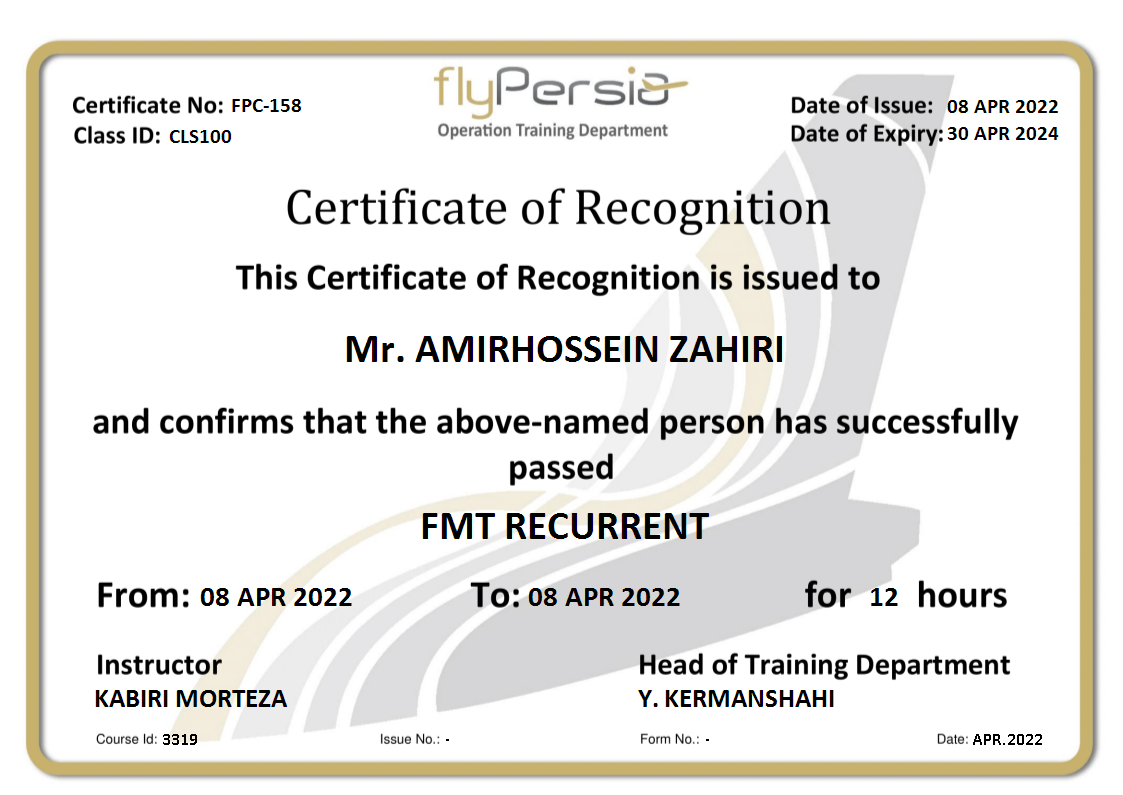 flyPersia
Operation Training Department
Certificate No: FPC-158
Class ID: CLS100
Date of Issue: 08 APR 2022
Date of Expiry: 30 APR 2024
Certificate of Recognition
This Certificate of Recognition is issued to
Mr. AMIRHOSSEIN ZAHIRI
and confirms that the above-named person has successfully
passed
FMT RECURRENT
From: 08 APR 2022 To: 08 APR 2022 for 12 hours
Instructor
KABIRI MORTEZA
Head of Training Department
Y. KERMANSHAHI
Course Id: 3319 Issue No.: - Form No.: - Date: APR.2022